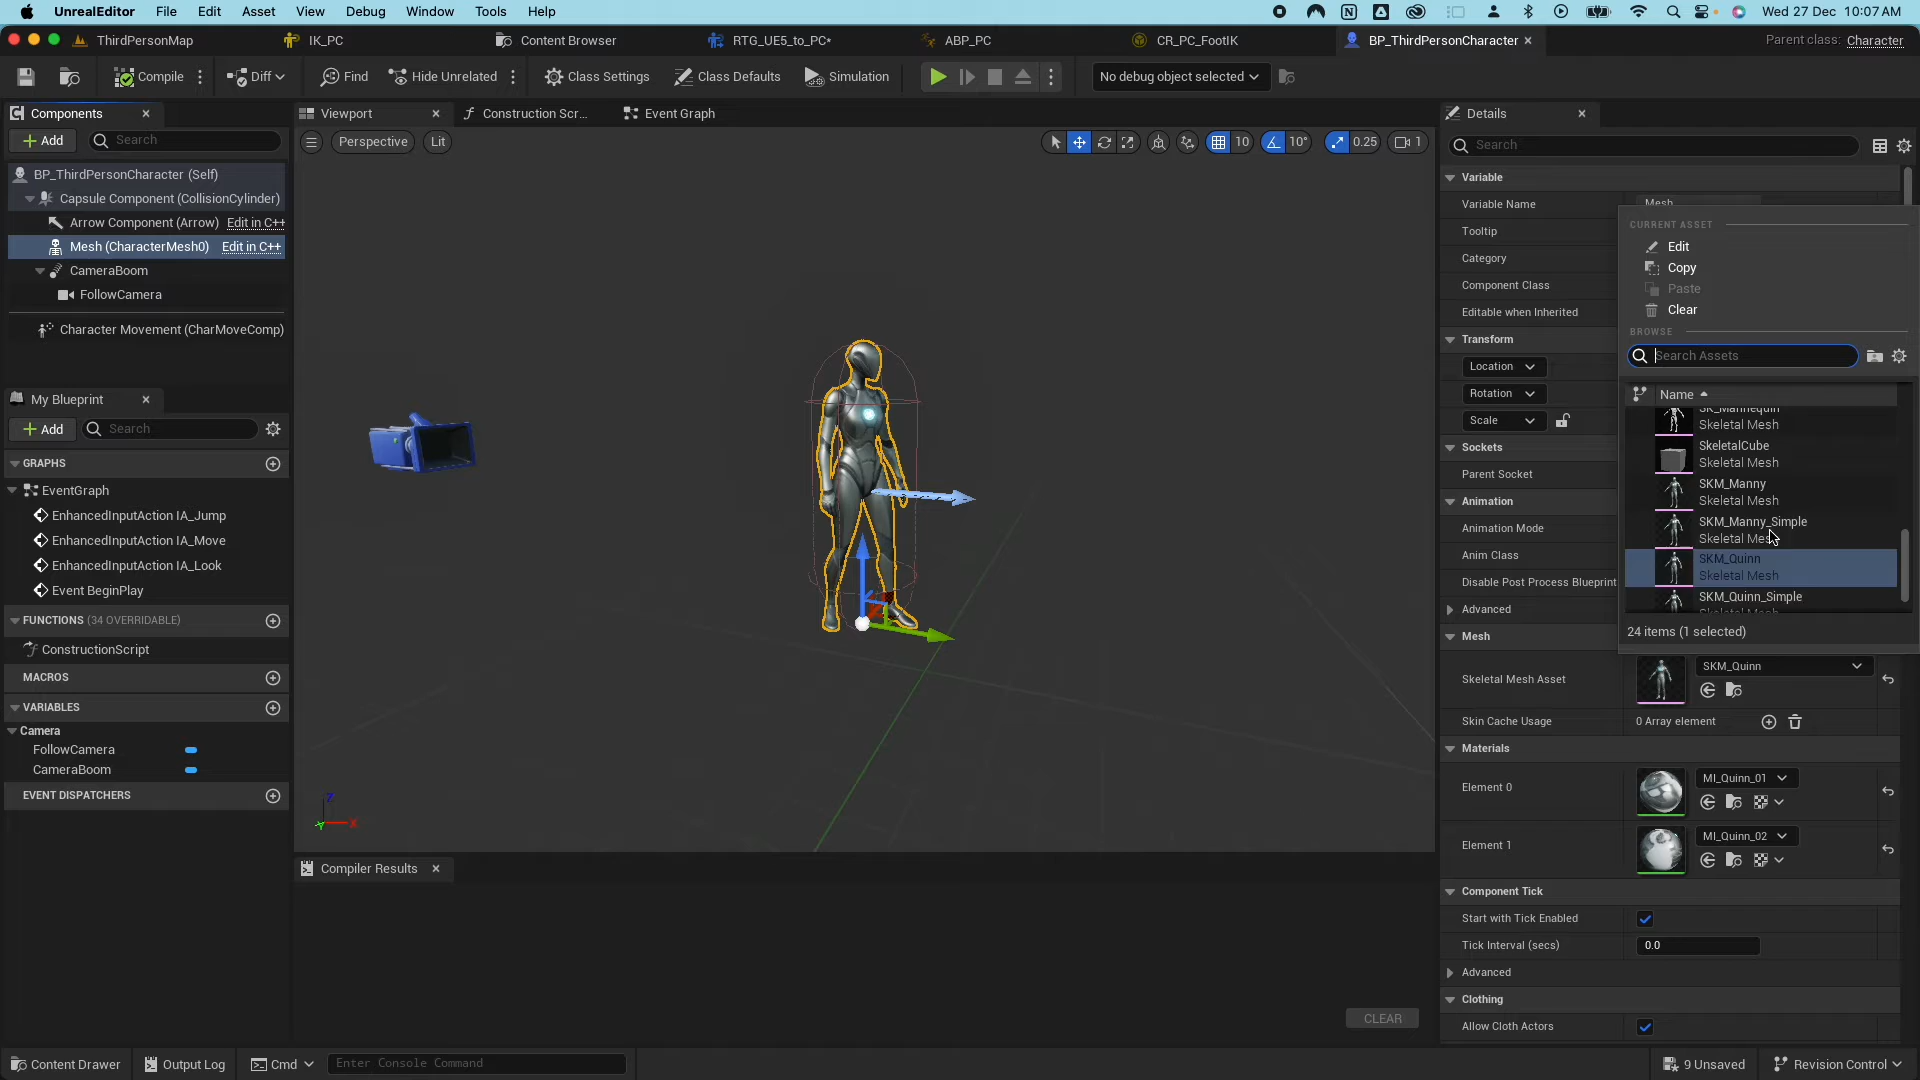 UnrealEditor File Edit Asset View Debug Window Tools Help Wed 27 Dec 10:07 AM
ThirdPersonMap IK_PC Content Browser RTG_UE5_to_PC* ABP_PC CR_PC_FootIK BP_ThirdPersonCharacter Parent class: Character
Compile Diff Find Hide Unrelated Class Settings Class Defaults Simulation No debug object selected
Components Viewport Construction Scr... Event Graph Details
Add Search Perspective Lit 10 10° 0.25 1 Search
BP_ThirdPersonCharacter (Self)
Capsule Component (CollisionCylinder)
Arrow Component (Arrow) Edit in C++
Mesh (CharacterMesh0) Edit in C++
CameraBoom
FollowCamera
Character Movement (CharMoveComp)
My Blueprint
Add Search
GRAPHS
EventGraph
EnhancedInputAction IA_Jump
EnhancedInputAction IA_Move
EnhancedInputAction IA_Look
Event BeginPlay
FUNCTIONS (34 OVERRIDABLE)
ConstructionScript
MACROS
VARIABLES
Camera
FollowCamera
CameraBoom
EVENT DISPATCHERS
Z
X
Y
Compiler Results
CLEAR
Variable
Variable Name Mesh
Tooltip
Category
Component Class
Editable when Inherited
Transform
Location
Rotation
Scale
Sockets
Parent Socket
Animation
Animation Mode
Anim Class
Disable Post Process Blueprint
Advanced
Mesh
Skeletal Mesh Asset SKM_Quinn
Skin Cache Usage 0 Array element
Materials
Element 0 MI_Quinn_01
Element 1 MI_Quinn_02
Component Tick
Start with Tick Enabled
Tick Interval (secs) 0.0
Advanced
Clothing
Allow Cloth Actors
CURRENT ASSET
Edit
Copy
Paste
Clear
BROWSE
Search Assets
Name
SK_Mannequin
Skeletal Mesh
SkeletalCube
Skeletal Mesh
SKM_Manny
Skeletal Mesh
SKM_Manny_Simple
Skeletal Mesh
SKM_Quinn
Skeletal Mesh
SKM_Quinn_Simple
Skeletal Mesh
24 items (1 selected)
Content Drawer Output Log Cmd Enter Console Command 9 Unsaved Revision Control